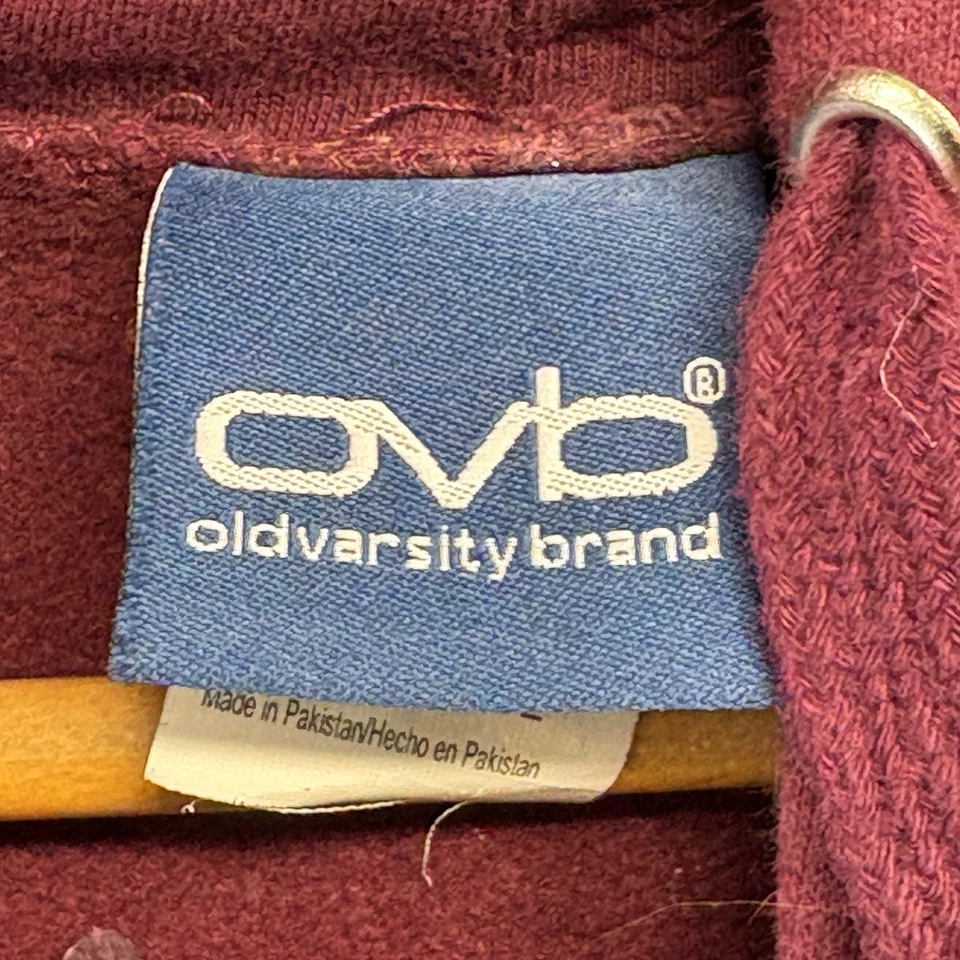 ovb®
oldvarsity brand
Made in Pakistan/Hecho en Pakistan